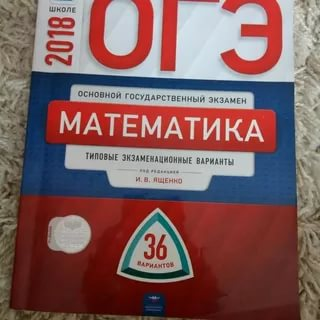 ШКОЛЕ
2018
ОГЭ
ОСНОВНОЙ ГОСУДАРСТВЕННЫЙ ЭКЗАМЕН
МАТЕМАТИКА
ТИПОВЫЕ ЭКЗАМЕНАЦИОННЫЕ ВАРИАНТЫ
ПОД РЕДАКЦИЕЙ
И. В. ЯЩЕНКО
36
ВАРИАНТОВ